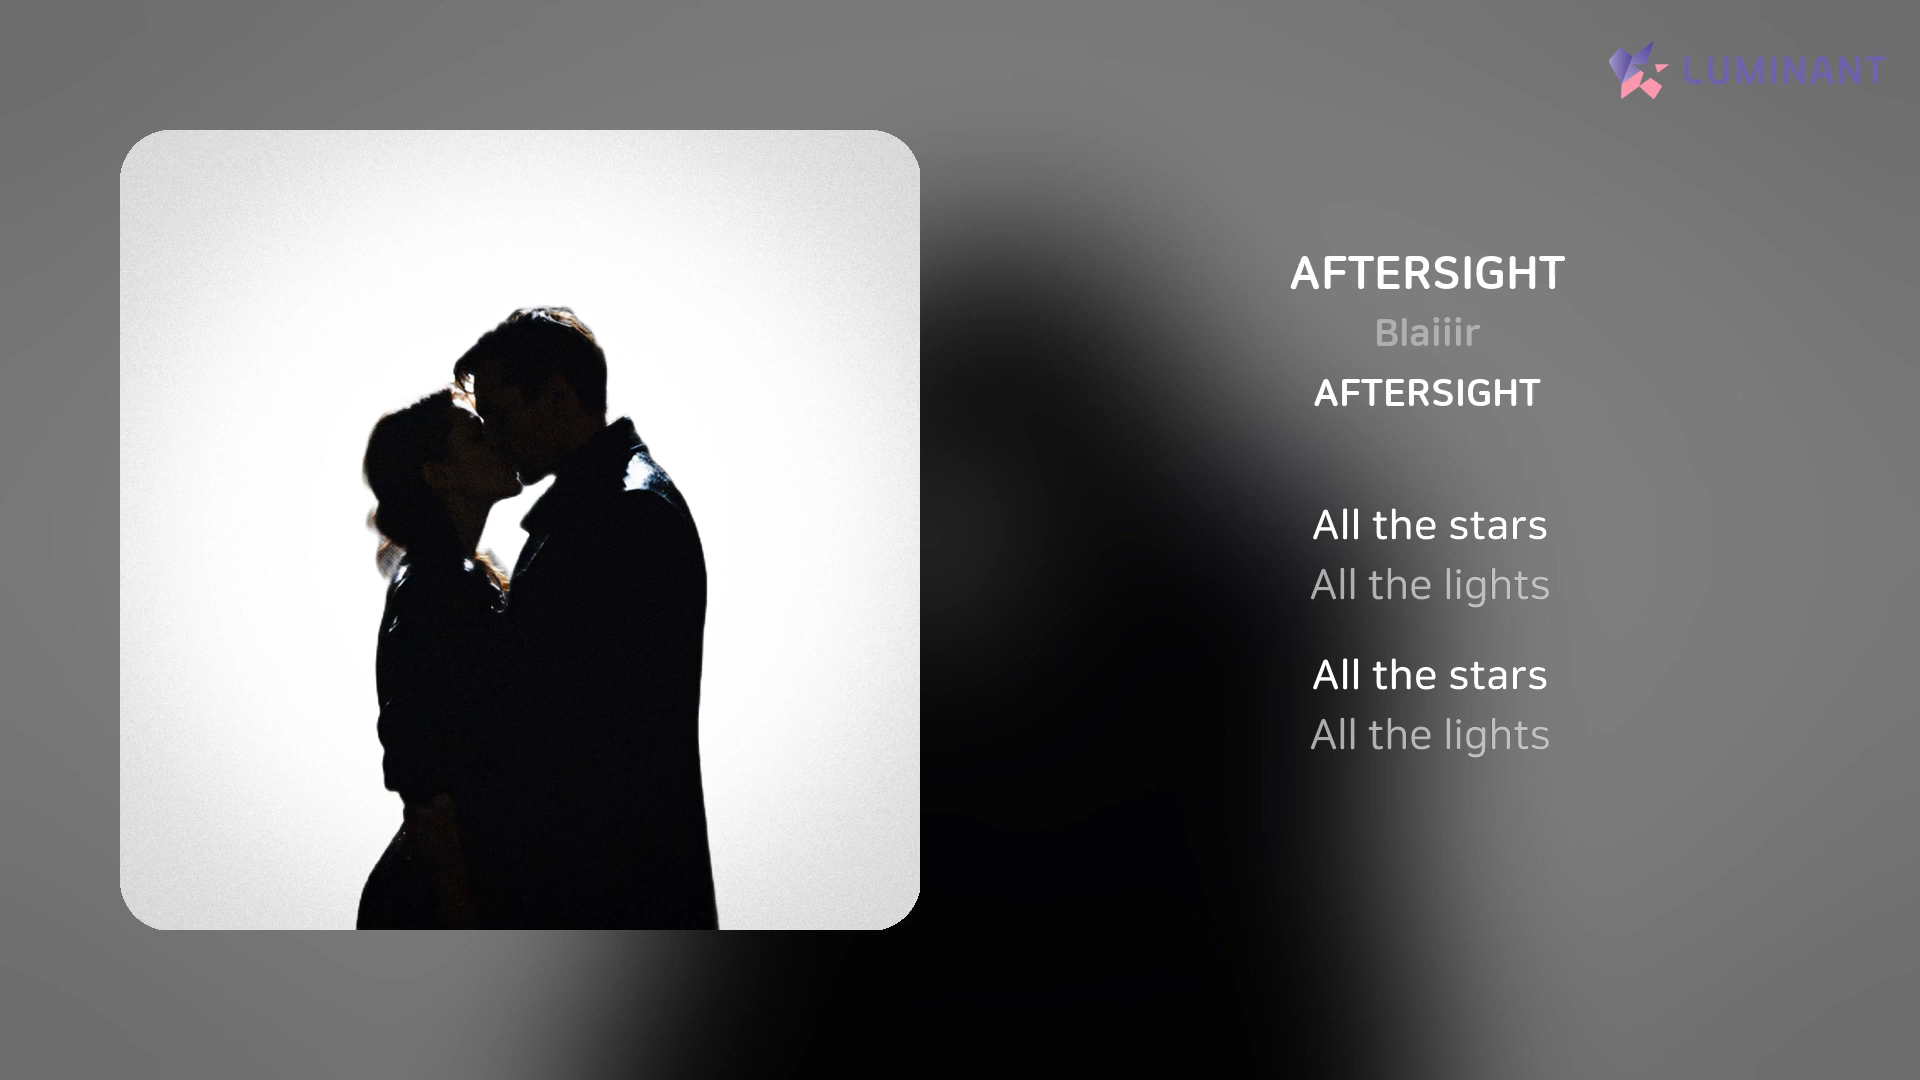 LUMINANT
AFTERSIGHT
Blaiiir
AFTERSIGHT
All the stars
All the lights
All the stars
All the lights